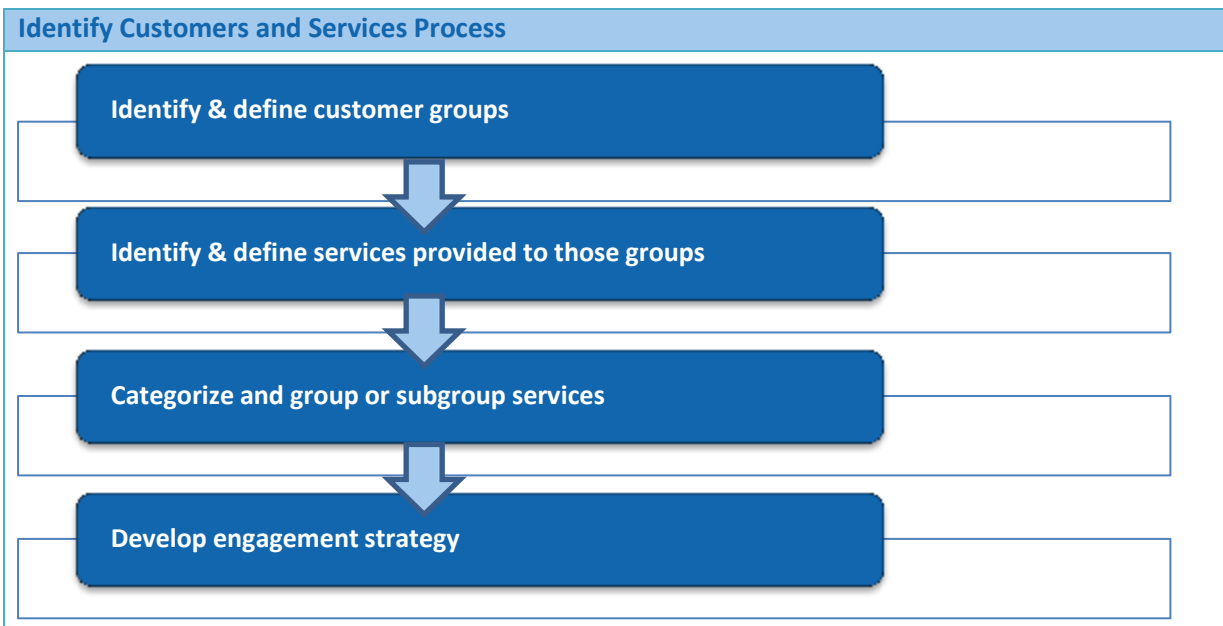 Identify Customers and Services Process
Identify & define customer groups
Identify & define services provided to those groups
Categorize and group or subgroup services
Develop engagement strategy